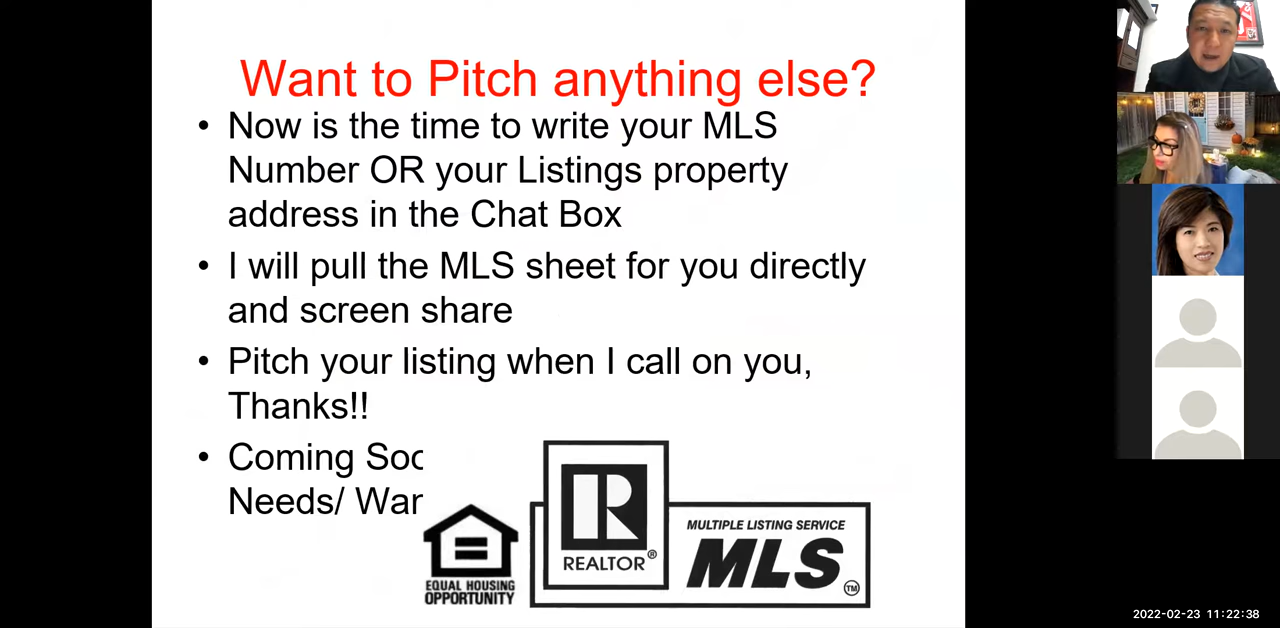 Want to Pitch anything else?
• Now is the time to write your MLS
Number OR your Listings property
address in the Chat Box
• I will pull the MLS sheet for you directly
and screen share
• Pitch your listing when I call on you,
Thanks!!
• Coming
Needs/
EQUAL HOUSING
OPPORTUNITY
R
REALTOR®
MULTIPLE LISTING SERVICE
MLS™
2022-02-23 11:22:38